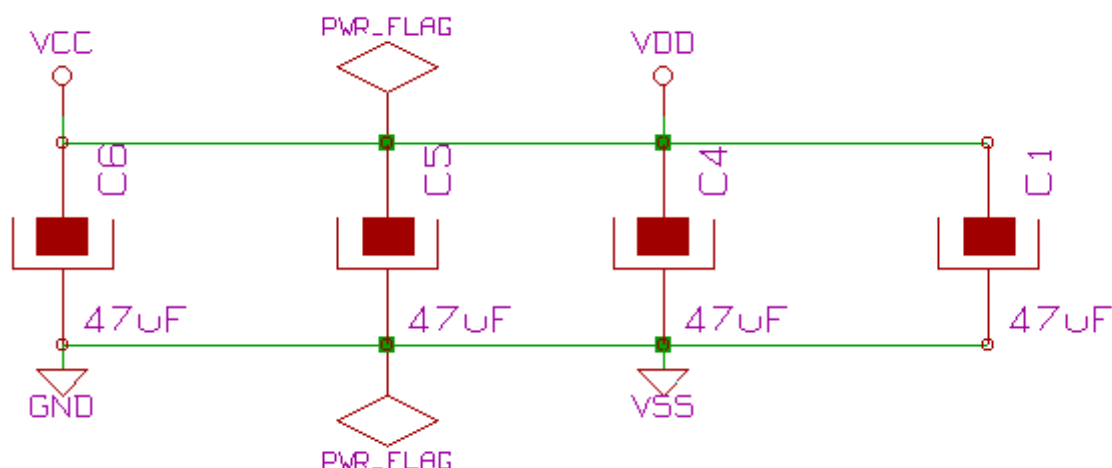 PWR_FLAG
VCC
VDD
C6
C5
C4
C1
47uF
47uF
47uF
47uF
GND
VSS
PWR_FLAG